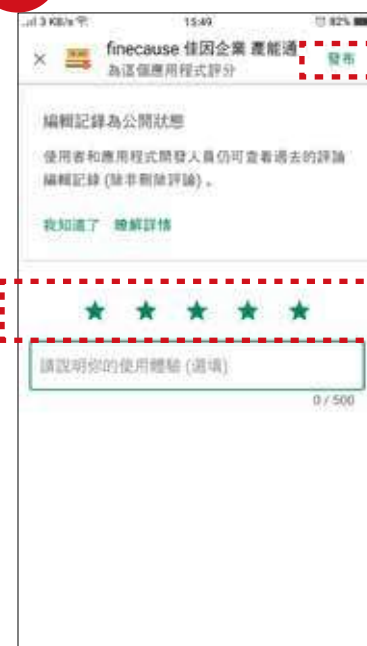 3 KB/s 15:49 82%
finecause 佳因企業 農能通
為這個應用程式評分
發布
編輯記錄為公開狀態
使用者和應用程式開發人員仍可查看過去的評論
編輯記錄 (除非刪除評論) 。
我知道了 瞭解詳情
請說明你的使用體驗 (選填)
0 / 500